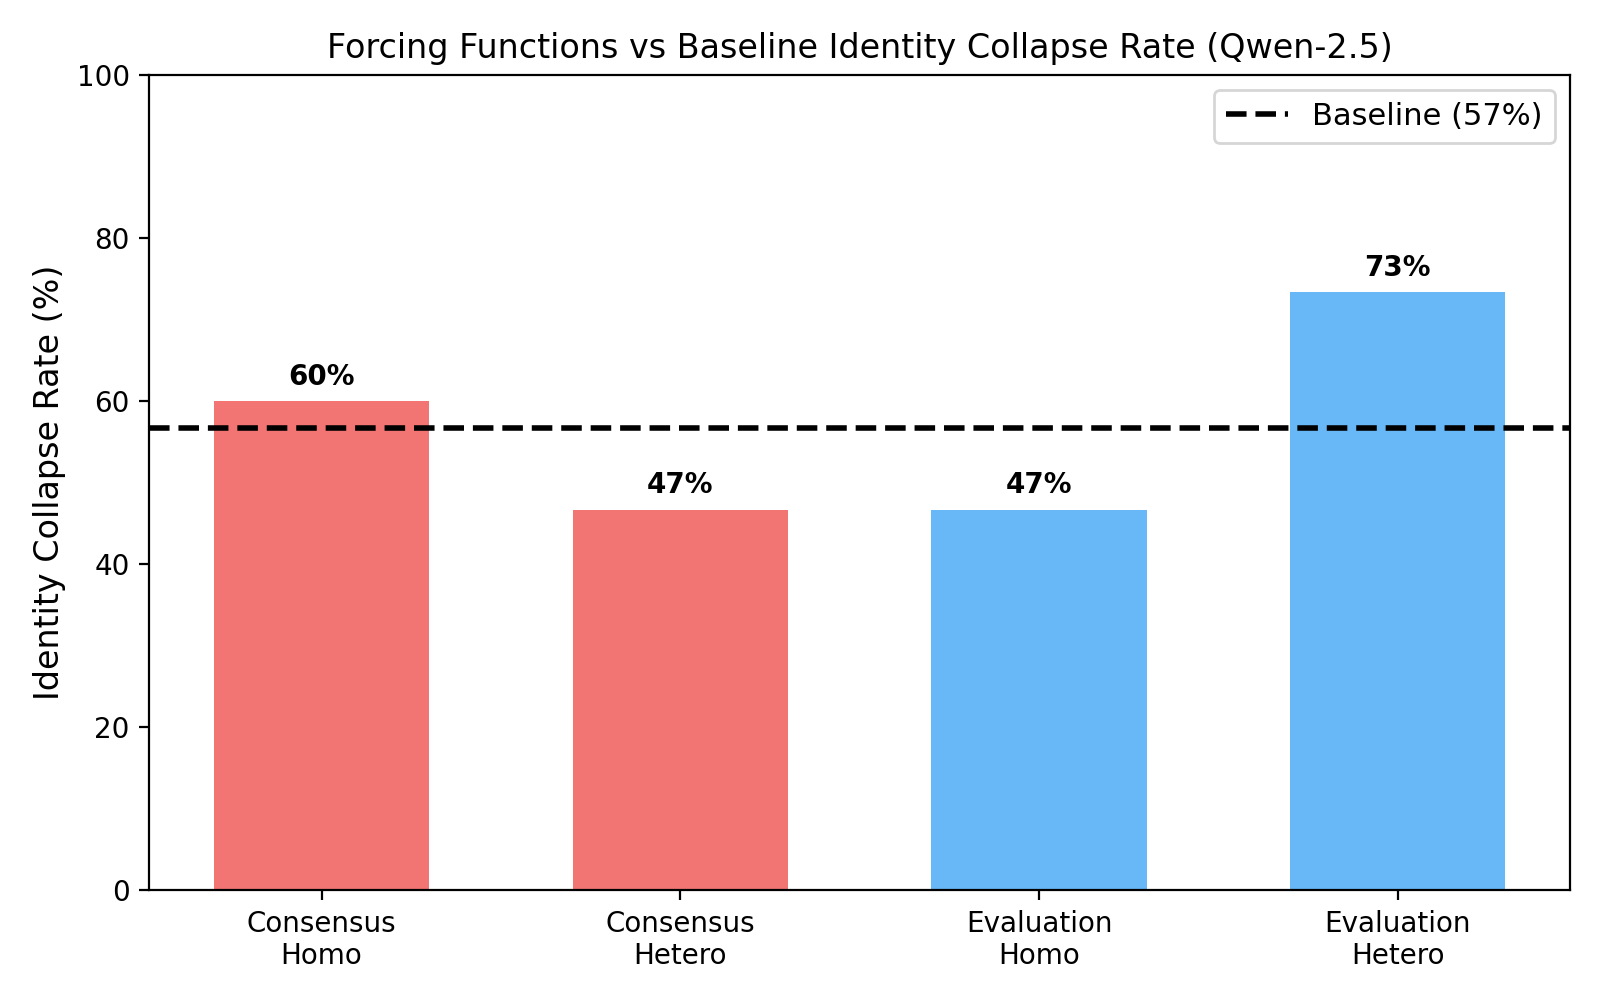 Forcing Functions vs Baseline Identity Collapse Rate (Qwen-2.5)
100
80
60
40
20
0
Identity Collapse Rate (%)
Baseline (57%)
60%
47%
47%
73%
Consensus
Homo
Consensus
Hetero
Evaluation
Homo
Evaluation
Hetero